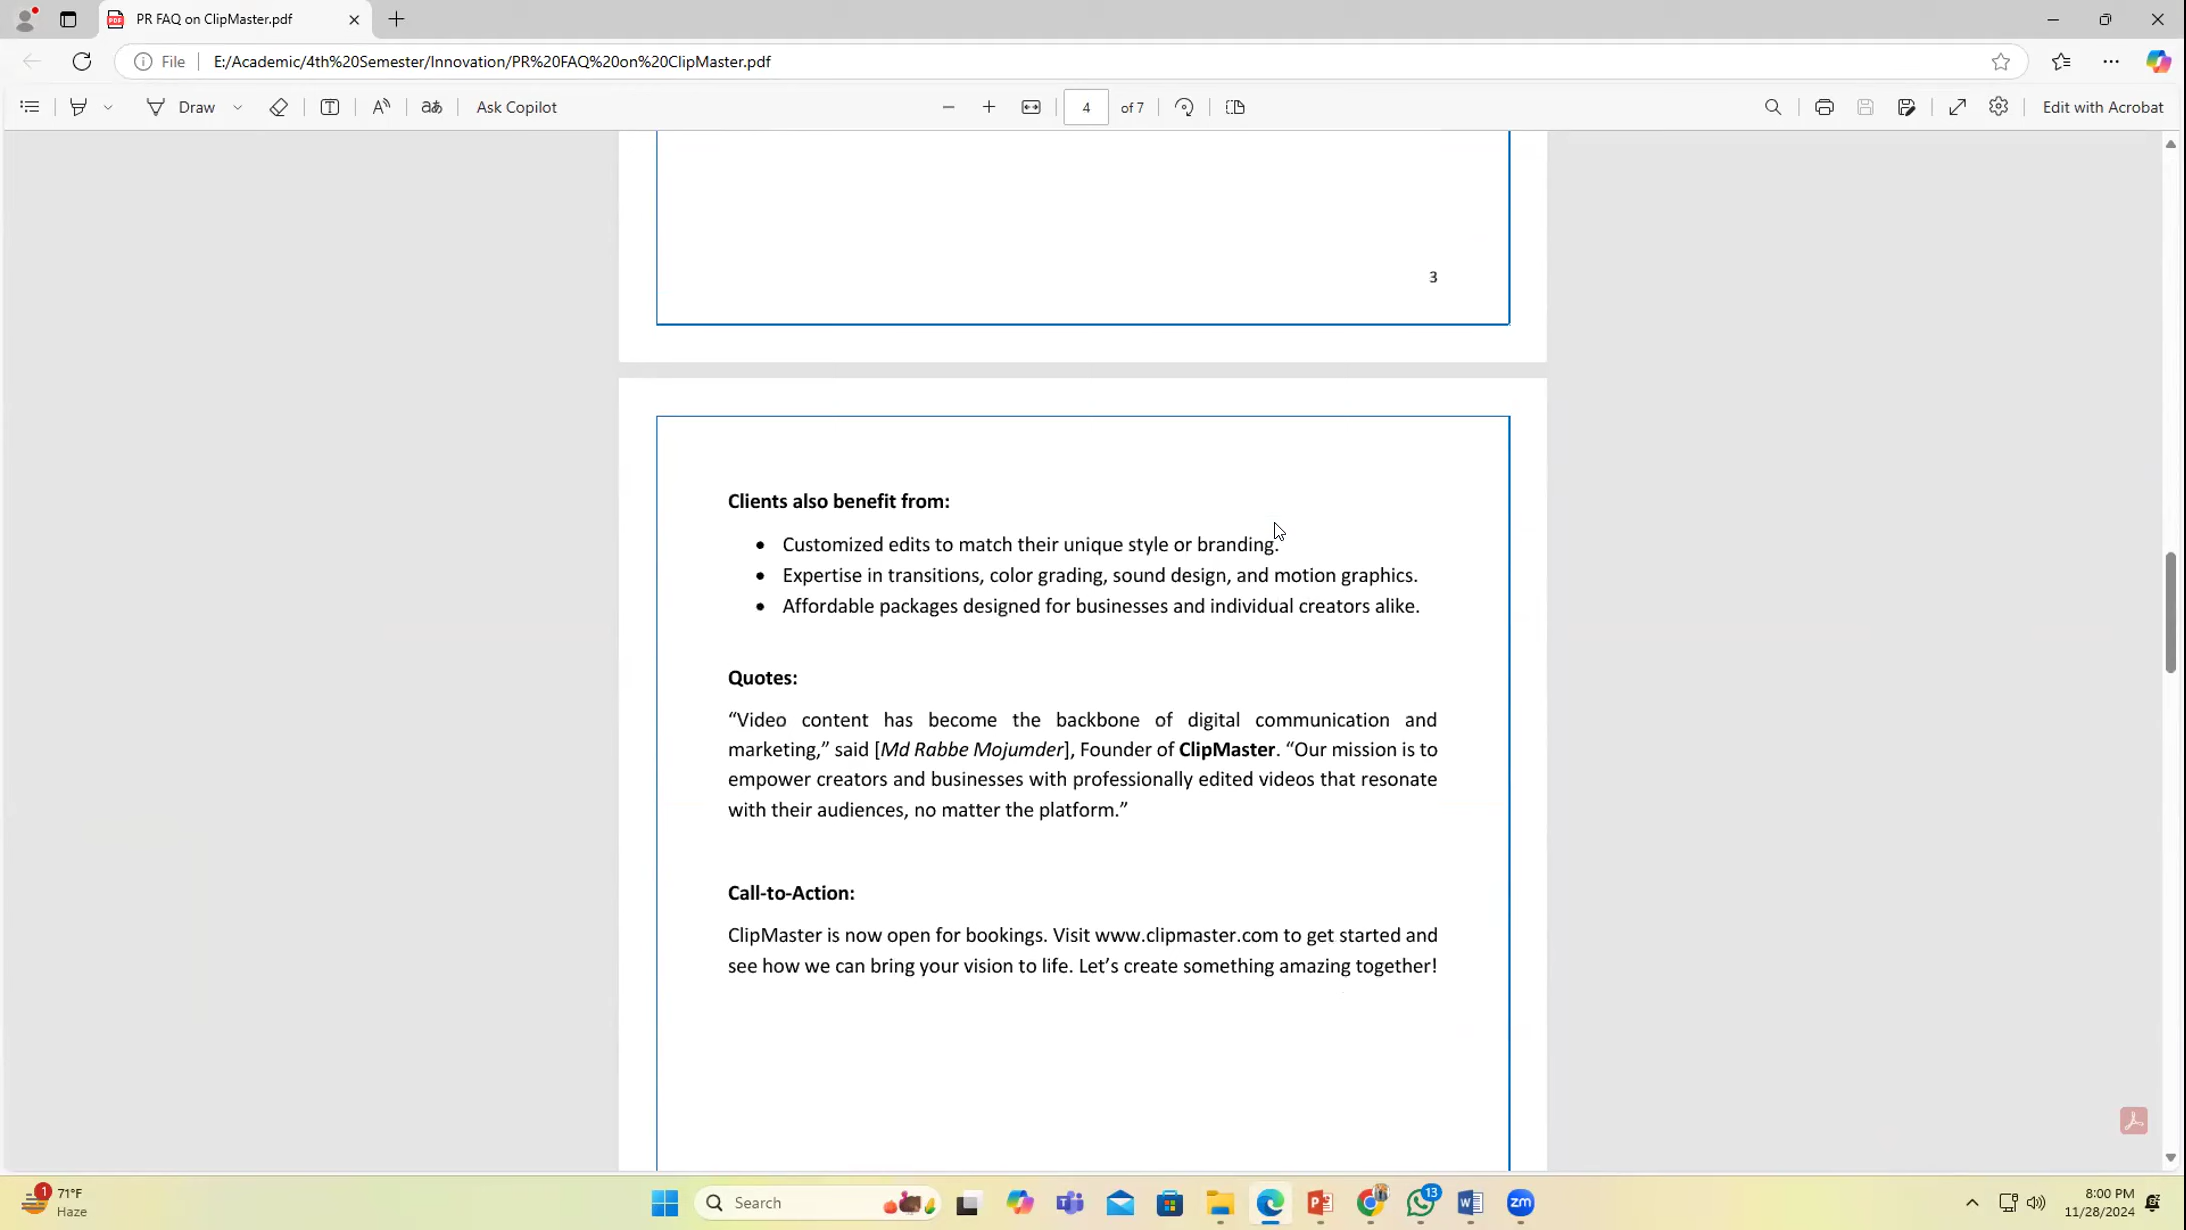 PR FAQ on ClipMaster.pdf
File E:/Academic/4th%20Semester/Innovation/PR%20FAQ%20on%20ClipMaster.pdf
Draw aあ Ask Copilot 4 of 7 Edit with Acrobat
3
Clients also benefit from:
• Customized edits to match their unique style or branding.
• Expertise in transitions, color grading, sound design, and motion graphics.
• Affordable packages designed for businesses and individual creators alike.
Quotes:
“Video content has become the backbone of digital communication and
marketing,” said [Md Rabbe Mojumder], Founder of ClipMaster. “Our mission is to
empower creators and businesses with professionally edited videos that resonate
with their audiences, no matter the platform.”
Call-to-Action:
ClipMaster is now open for bookings. Visit www.clipmaster.com to get started and
see how we can bring your vision to life. Let’s create something amazing together!
1 71°F
Haze
Search
13
zm
8:00 PM
11/28/2024